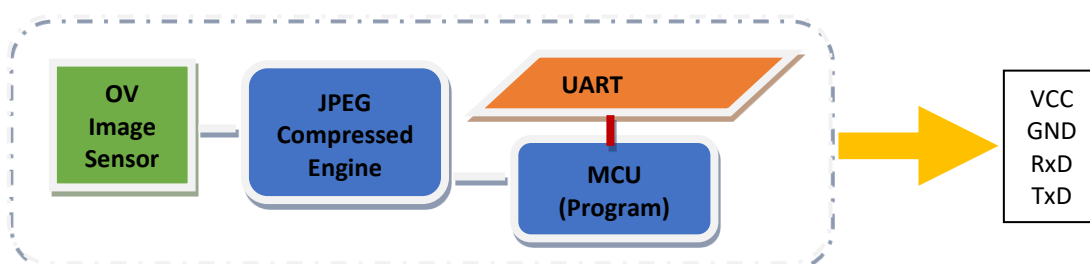 OV
Image
Sensor
JPEG
Compressed
Engine
UART
MCU
(Program)
VCC
GND
RxD
TxD